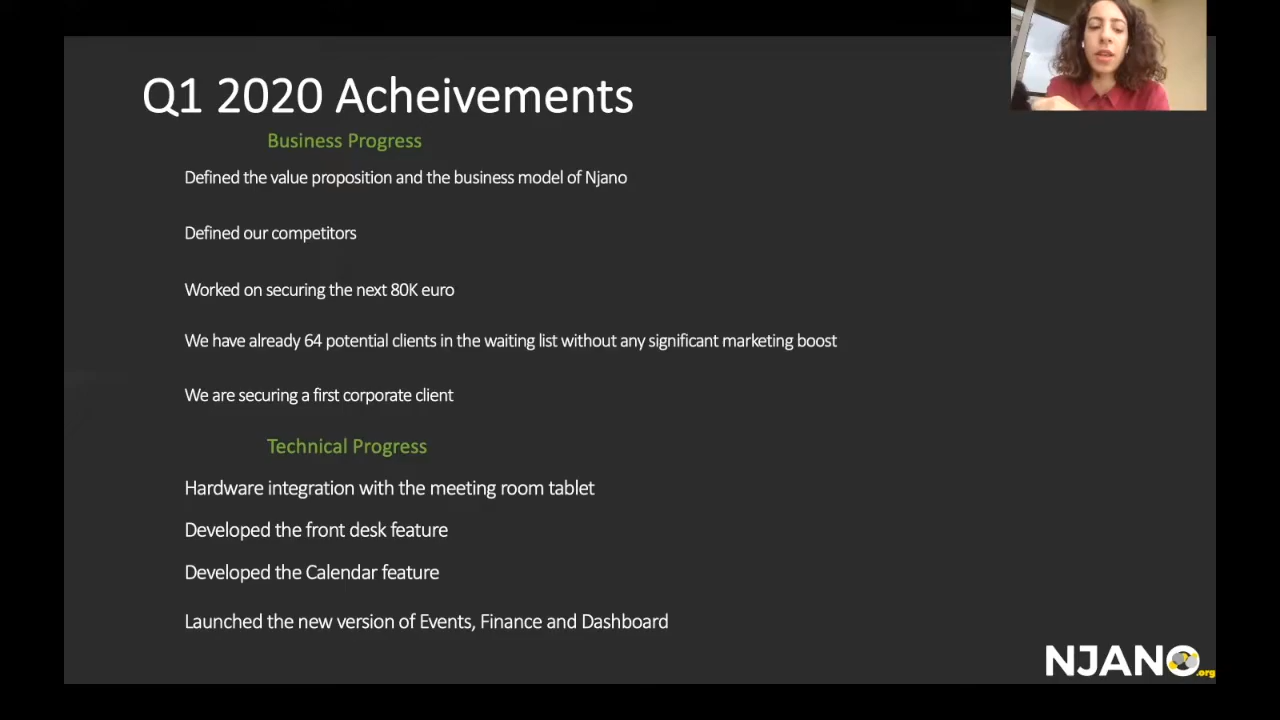 Q1 2020 Acheivements
Business Progress
Defined the value proposition and the business model of Njano
Defined our competitors
Worked on securing the next 80K euro
We have already 64 potential clients in the waiting list without any significant marketing boost
We are securing a first corporate client
Technical Progress
Hardware integration with the meeting room tablet
Developed the front desk feature
Developed the Calendar feature
Launched the new version of Events, Finance and Dashboard
NJANO.org